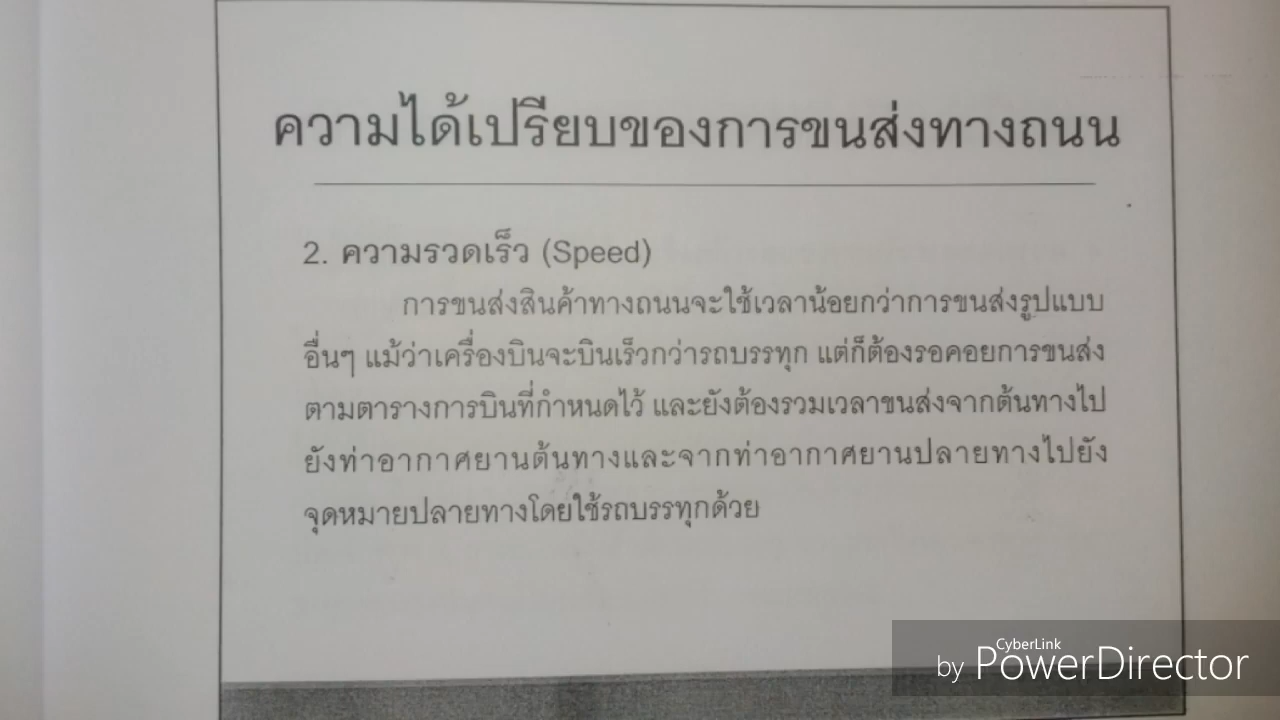 ความได้เปรียบของการขนส่งทางถนน
2. ความรวดเร็ว (Speed)
การขนส่งสินค้าทางถนนจะใช้เวลาน้อยกว่าการขนส่งรูปแบบ
อื่นๆ แม้ว่าเครื่องบินจะบินเร็วกว่ารถบรรทุก แต่ก็ต้องรอคอยการขนส่ง
ตามตารางการบินที่กำหนดไว้ และยังต้องรวมเวลาขนส่งจากต้นทางไป
ยังท่าอากาศยานต้นทางและจากท่าอากาศยานปลายทางไปยัง
จุดหมายปลายทางโดยใช้รถบรรทุกด้วย
CyberLink
by PowerDirector